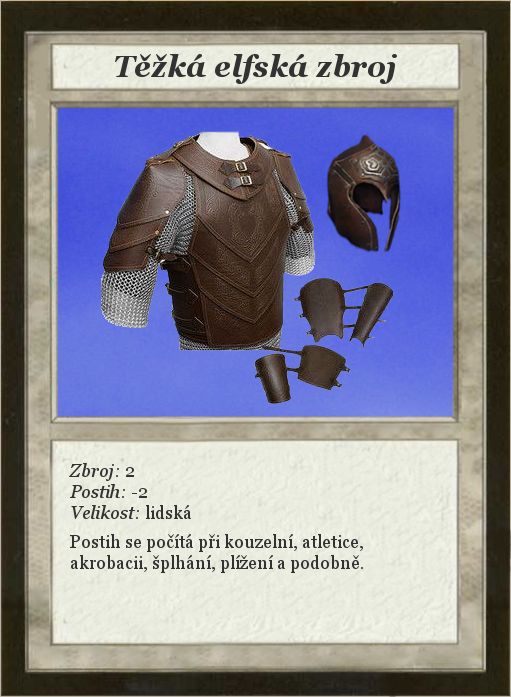 Těžká elfská zbroj
Zbroj: 2
Postih: -2
Velikost: lidská
Postih se počítá při kouzelní, atletice,
akrobacii, šplhání, plížení a podobně.